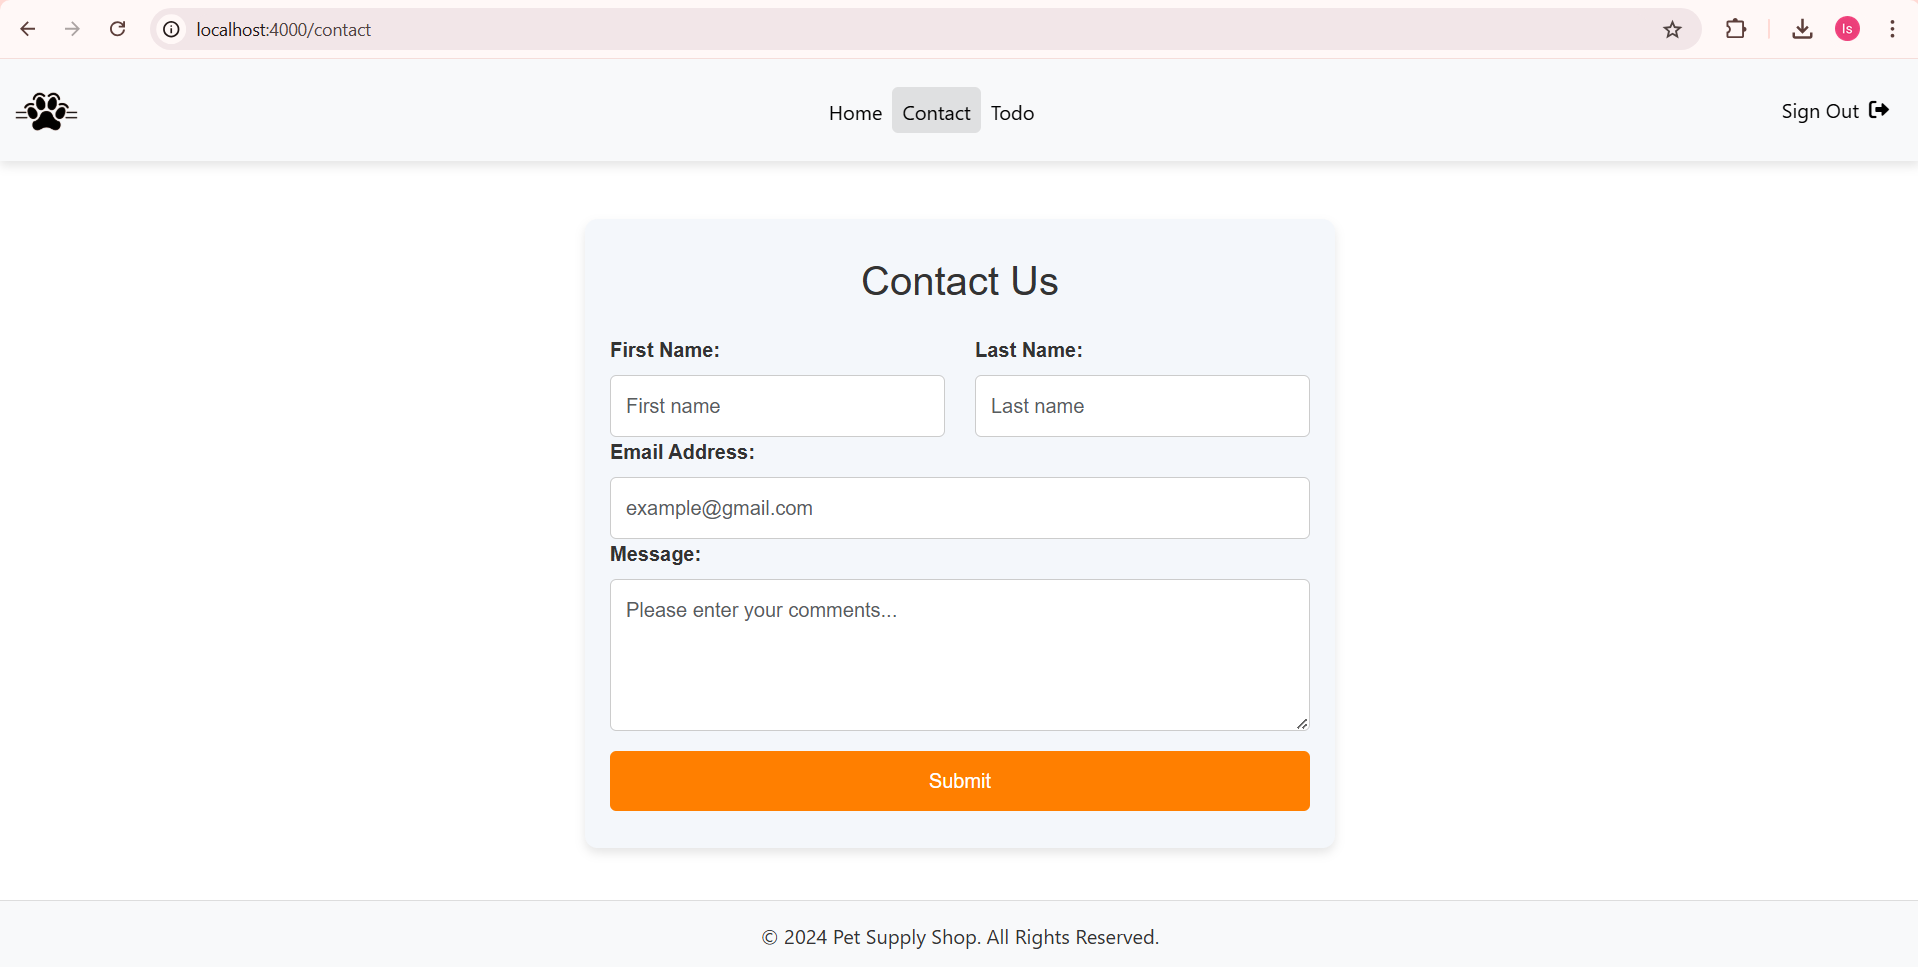 localhost:4000/contact
ls
Home Contact Todo
Sign Out
Contact Us
First Name: Last Name:
First name Last name
Email Address:
example@gmail.com
Message:
Please enter your comments...
Submit
© 2024 Pet Supply Shop. All Rights Reserved.